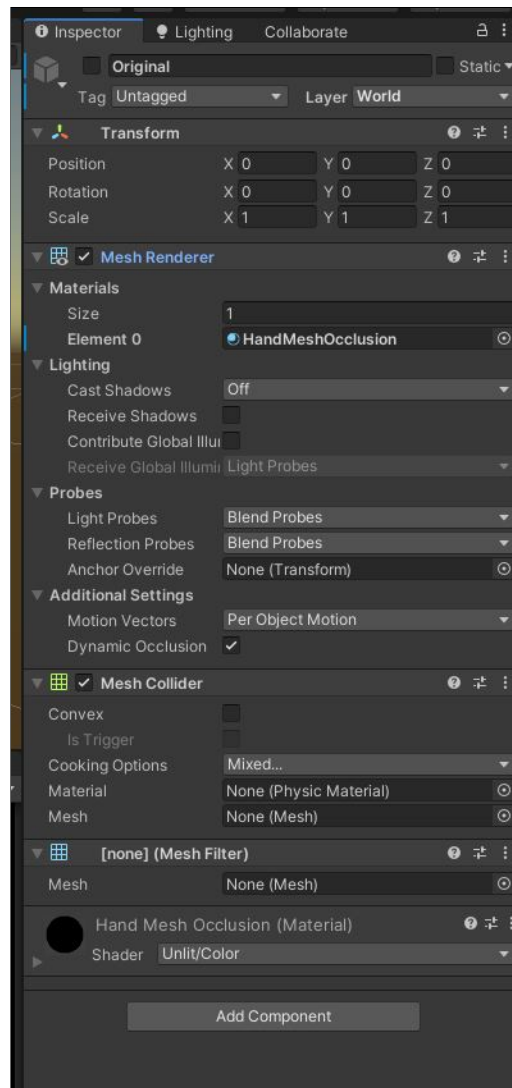 Inspector Lighting Collaborate
Original Static
Tag Untagged Layer World
Transform
Position X 0 Y 0 Z 0
Rotation X 0 Y 0 Z 0
Scale X 1 Y 1 Z 1
Mesh Renderer
Materials
Size 1
Element 0 HandMeshOcclusion
Lighting
Cast Shadows Off
Receive Shadows
Contribute Global Illu
Receive Global Illumi Light Probes
Probes
Light Probes Blend Probes
Reflection Probes Blend Probes
Anchor Override None (Transform)
Additional Settings
Motion Vectors Per Object Motion
Dynamic Occlusion
Mesh Collider
Convex
Is Trigger
Cooking Options Mixed...
Material None (Physic Material)
Mesh None (Mesh)
[none] (Mesh Filter)
Mesh None (Mesh)
Hand Mesh Occlusion (Material)
Shader Unlit/Color
Add Component